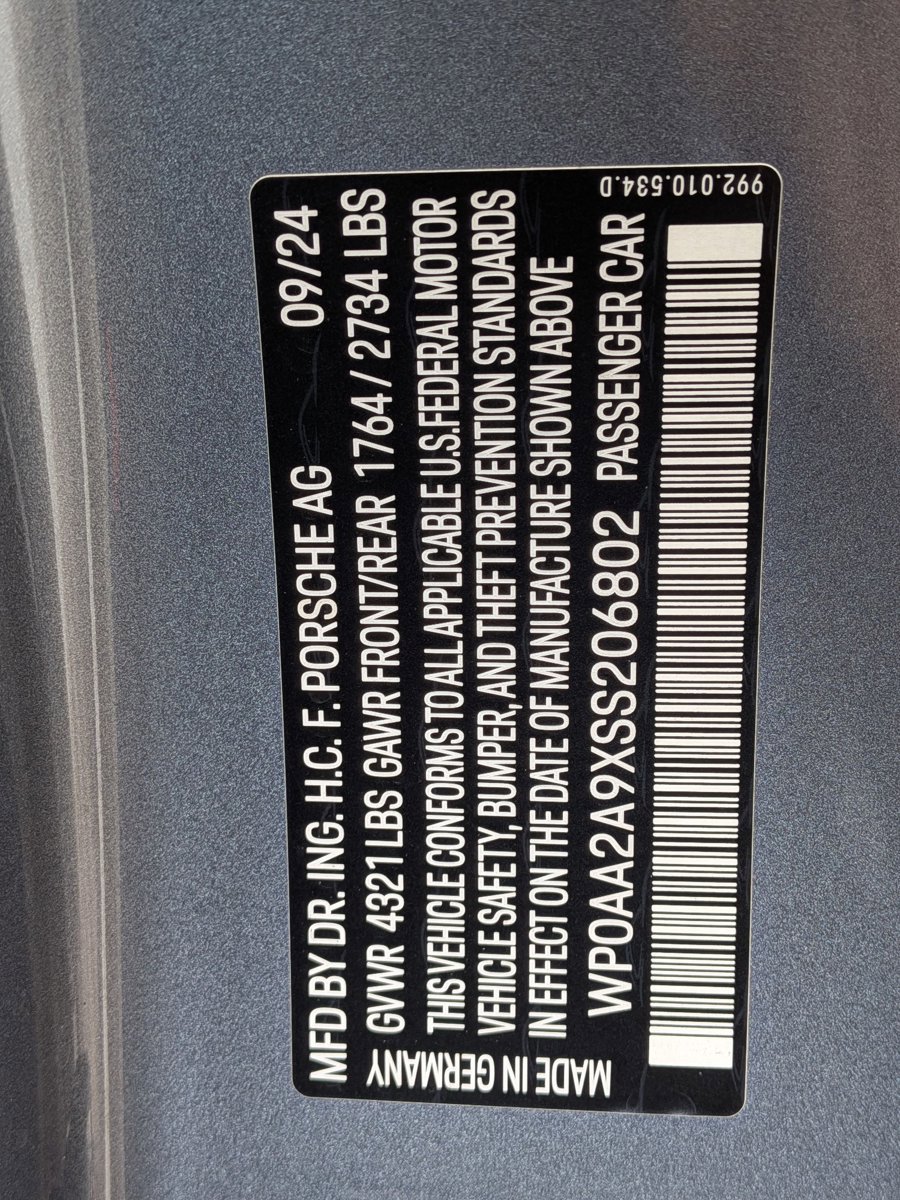 MFD BY DR. ING. H.C. F. PORSCHE AG 09/24
GVWR 4321 LBS GAWR FRONT/REAR 1764 / 2734 LBS
THIS VEHICLE CONFORMS TO ALL APPLICABLE U.S.FEDERAL MOTOR
VEHICLE SAFETY, BUMPER, AND THEFT PREVENTION STANDARDS
IN EFFECT ON THE DATE OF MANUFACTURE SHOWN ABOVE
WP0AA2A9XSS206802 PASSENGER CAR
MADE IN GERMANY
992.010.534.D